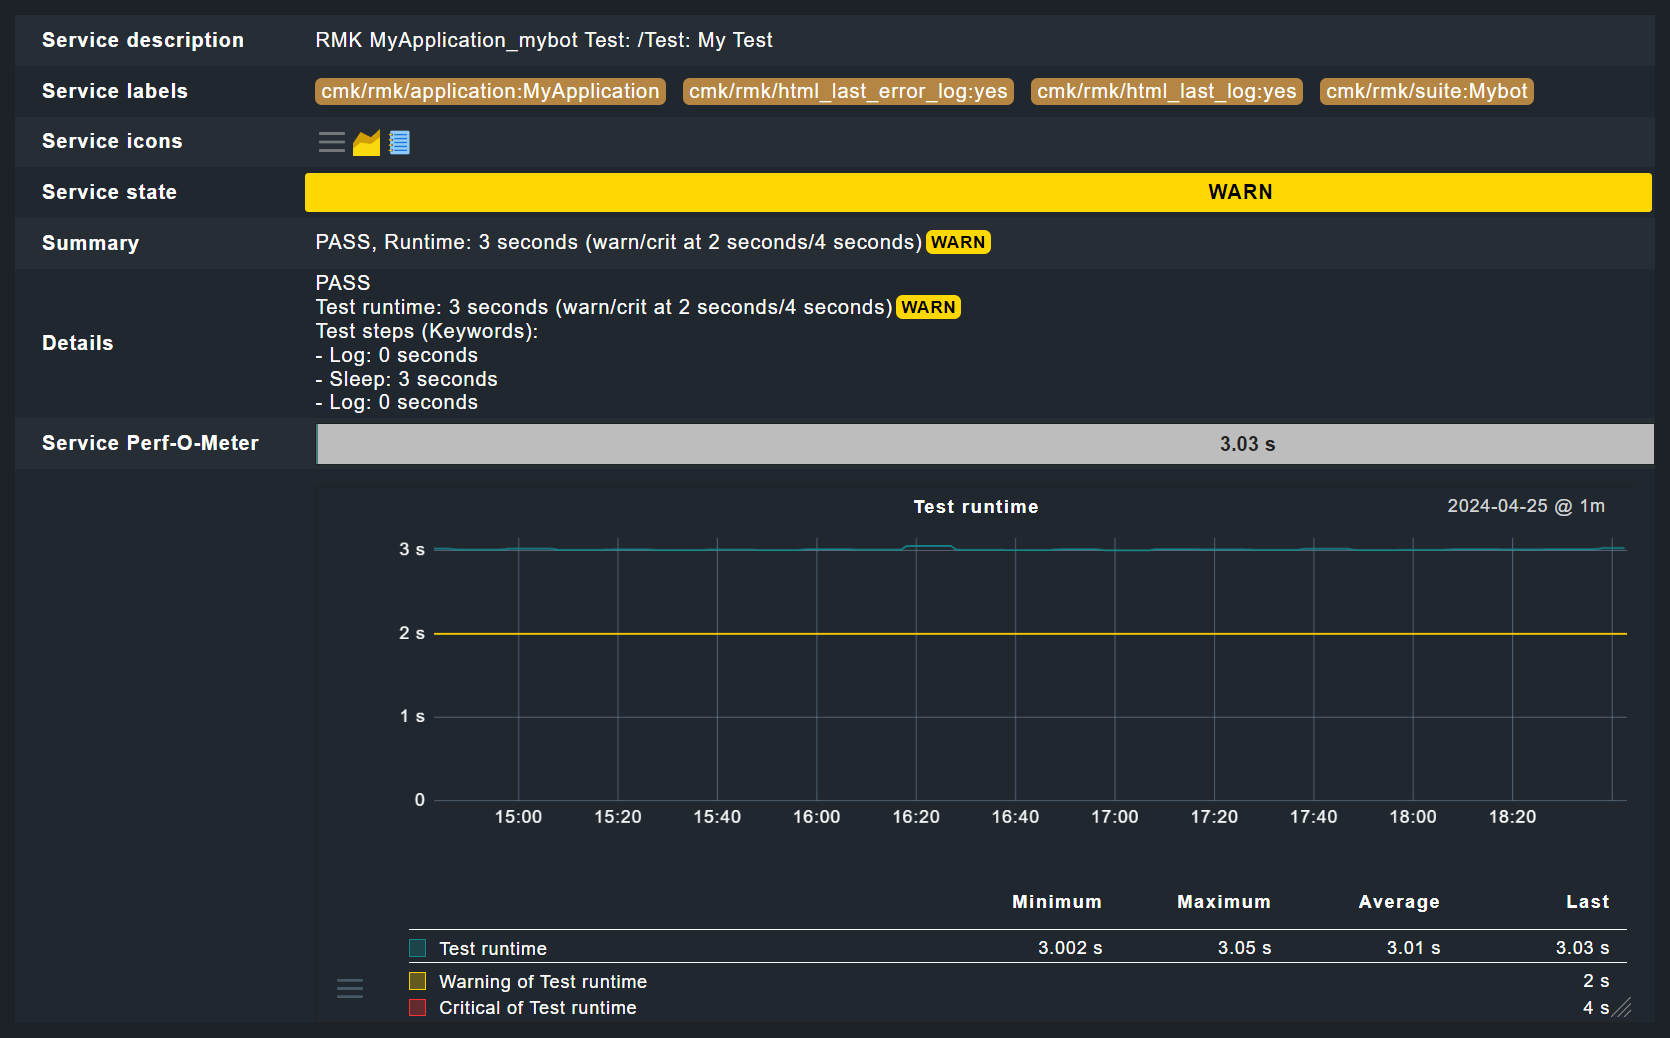 Service description RMK MyApplication_mybot Test: /Test: My Test
Service labels cmk/rmk/application:MyApplication cmk/rmk/html_last_error_log:yes cmk/rmk/html_last_log:yes cmk/rmk/suite:Mybot
Service icons
Service state WARN
Summary PASS, Runtime: 3 seconds (warn/crit at 2 seconds/4 seconds) WARN
Details
PASS
Test runtime: 3 seconds (warn/crit at 2 seconds/4 seconds) WARN
Test steps (Keywords):
- Log: 0 seconds
- Sleep: 3 seconds
- Log: 0 seconds
Service Perf-O-Meter 3.03 s
Test runtime 2024-04-25 @ 1m
3 s
2 s
1 s
0
15:00 15:20 15:40 16:00 16:20 16:40 17:00 17:20 17:40 18:00 18:20
Minimum Maximum Average Last
Test runtime 3.002 s 3.05 s 3.01 s 3.03 s
Warning of Test runtime 2 s
Critical of Test runtime 4 s